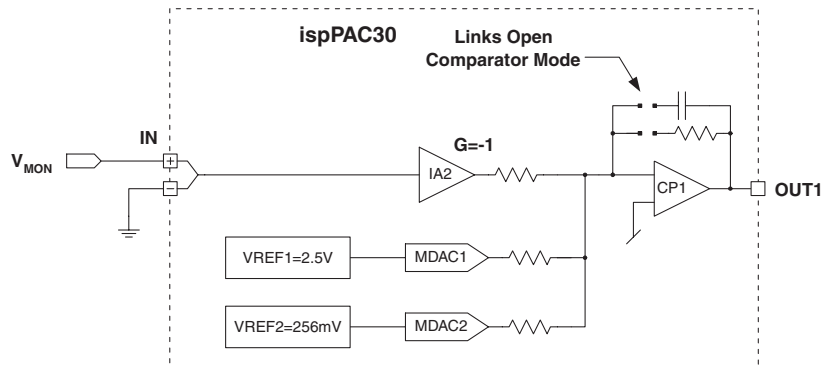 ispPAC30
Links Open
Comparator Mode
IN
V_MON
+
−
G=-1
IA2
CP1
OUT1
VREF1=2.5V
MDAC1
VREF2=256mV
MDAC2